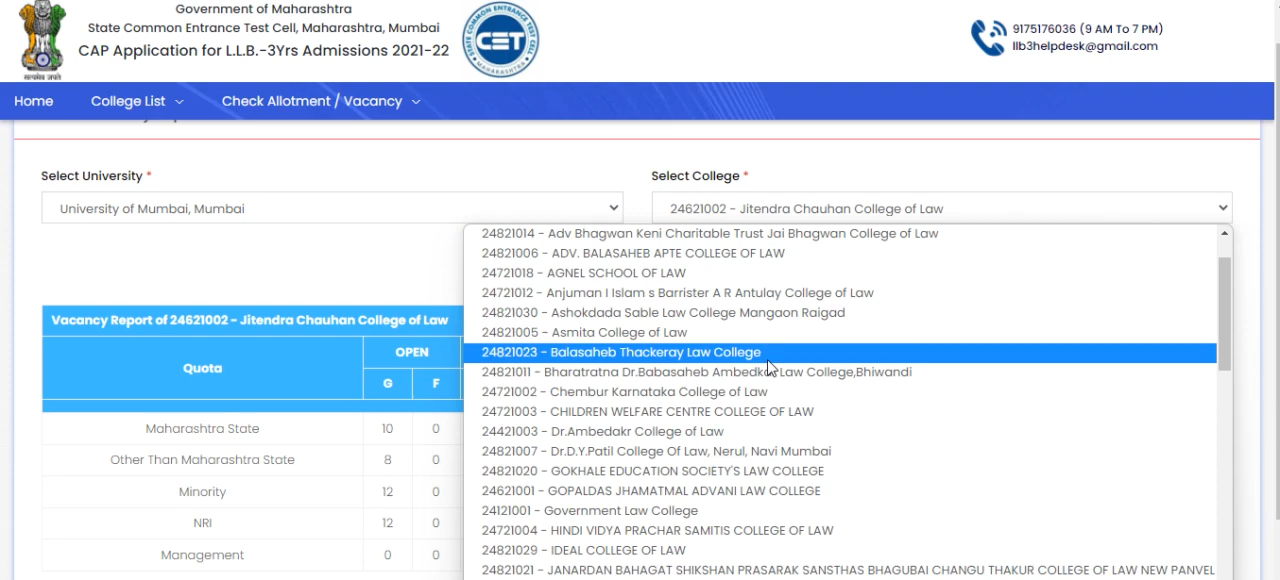 Government of Maharashtra
State Common Entrance Test Cell, Maharashtra, Mumbai
CAP Application for L.L.B.-3Yrs Admissions 2021-22
सत्यमेव जयते
STATE COMMON ENTRANCE TEST CELL
CET
MAHARASHTRA
9175176036 (9 AM To 7 PM)
llb3helpdesk@gmail.com
Home
College List
Check Allotment / Vacancy
Select University *
Select College *
University of Mumbai, Mumbai
24621002 - Jitendra Chauhan College of Law
24821014 - Adv Bhagwan Keni Charitable Trust Jai Bhagwan College of Law
24821006 - ADV. BALASAHEB APTE COLLEGE OF LAW
24721018 - AGNEL SCHOOL OF LAW
24721012 - Anjuman I Islam s Barrister A R Antulay College of Law
24821030 - Ashokdada Sable Law College Mangaon Raigad
24821005 - Asmita College of Law
24821023 - Balasaheb Thackeray Law College
24821011 - Bharatratna Dr.Babasaheb Ambedkar Law College,Bhiwandi
24721002 - Chembur Karnataka College of Law
24721003 - CHILDREN WELFARE CENTRE COLLEGE OF LAW
24421003 - Dr.Ambedakr College of Law
24821007 - Dr.D.Y.Patil College Of Law, Nerul, Navi Mumbai
24821020 - GOKHALE EDUCATION SOCIETY'S LAW COLLEGE
24621001 - GOPALDAS JHAMATMAL ADVANI LAW COLLEGE
24121001 - Government Law College
24721004 - HINDI VIDYA PRACHAR SAMITIS COLLEGE OF LAW
24821029 - IDEAL COLLEGE OF LAW
24821021 - JANARDAN BAHAGAT SHIKSHAN PRASARAK SANSTHAS BHAGUBAI CHANGU THAKUR COLLEGE OF LAW NEW PANVEL
Vacancy Report of 24621002 - Jitendra Chauhan College of Law
Quota OPEN
G F
Maharashtra State 10 0
Other Than Maharashtra State 8 0
Minority 12 0
NRI 12 0
Management 0 0